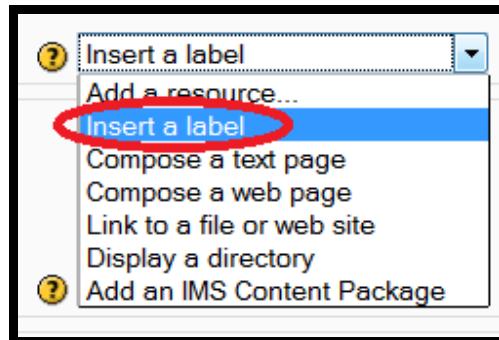 Insert a label
Add a resource...
Insert a label
Compose a text page
Compose a web page
Link to a file or web site
Display a directory
Add an IMS Content Package